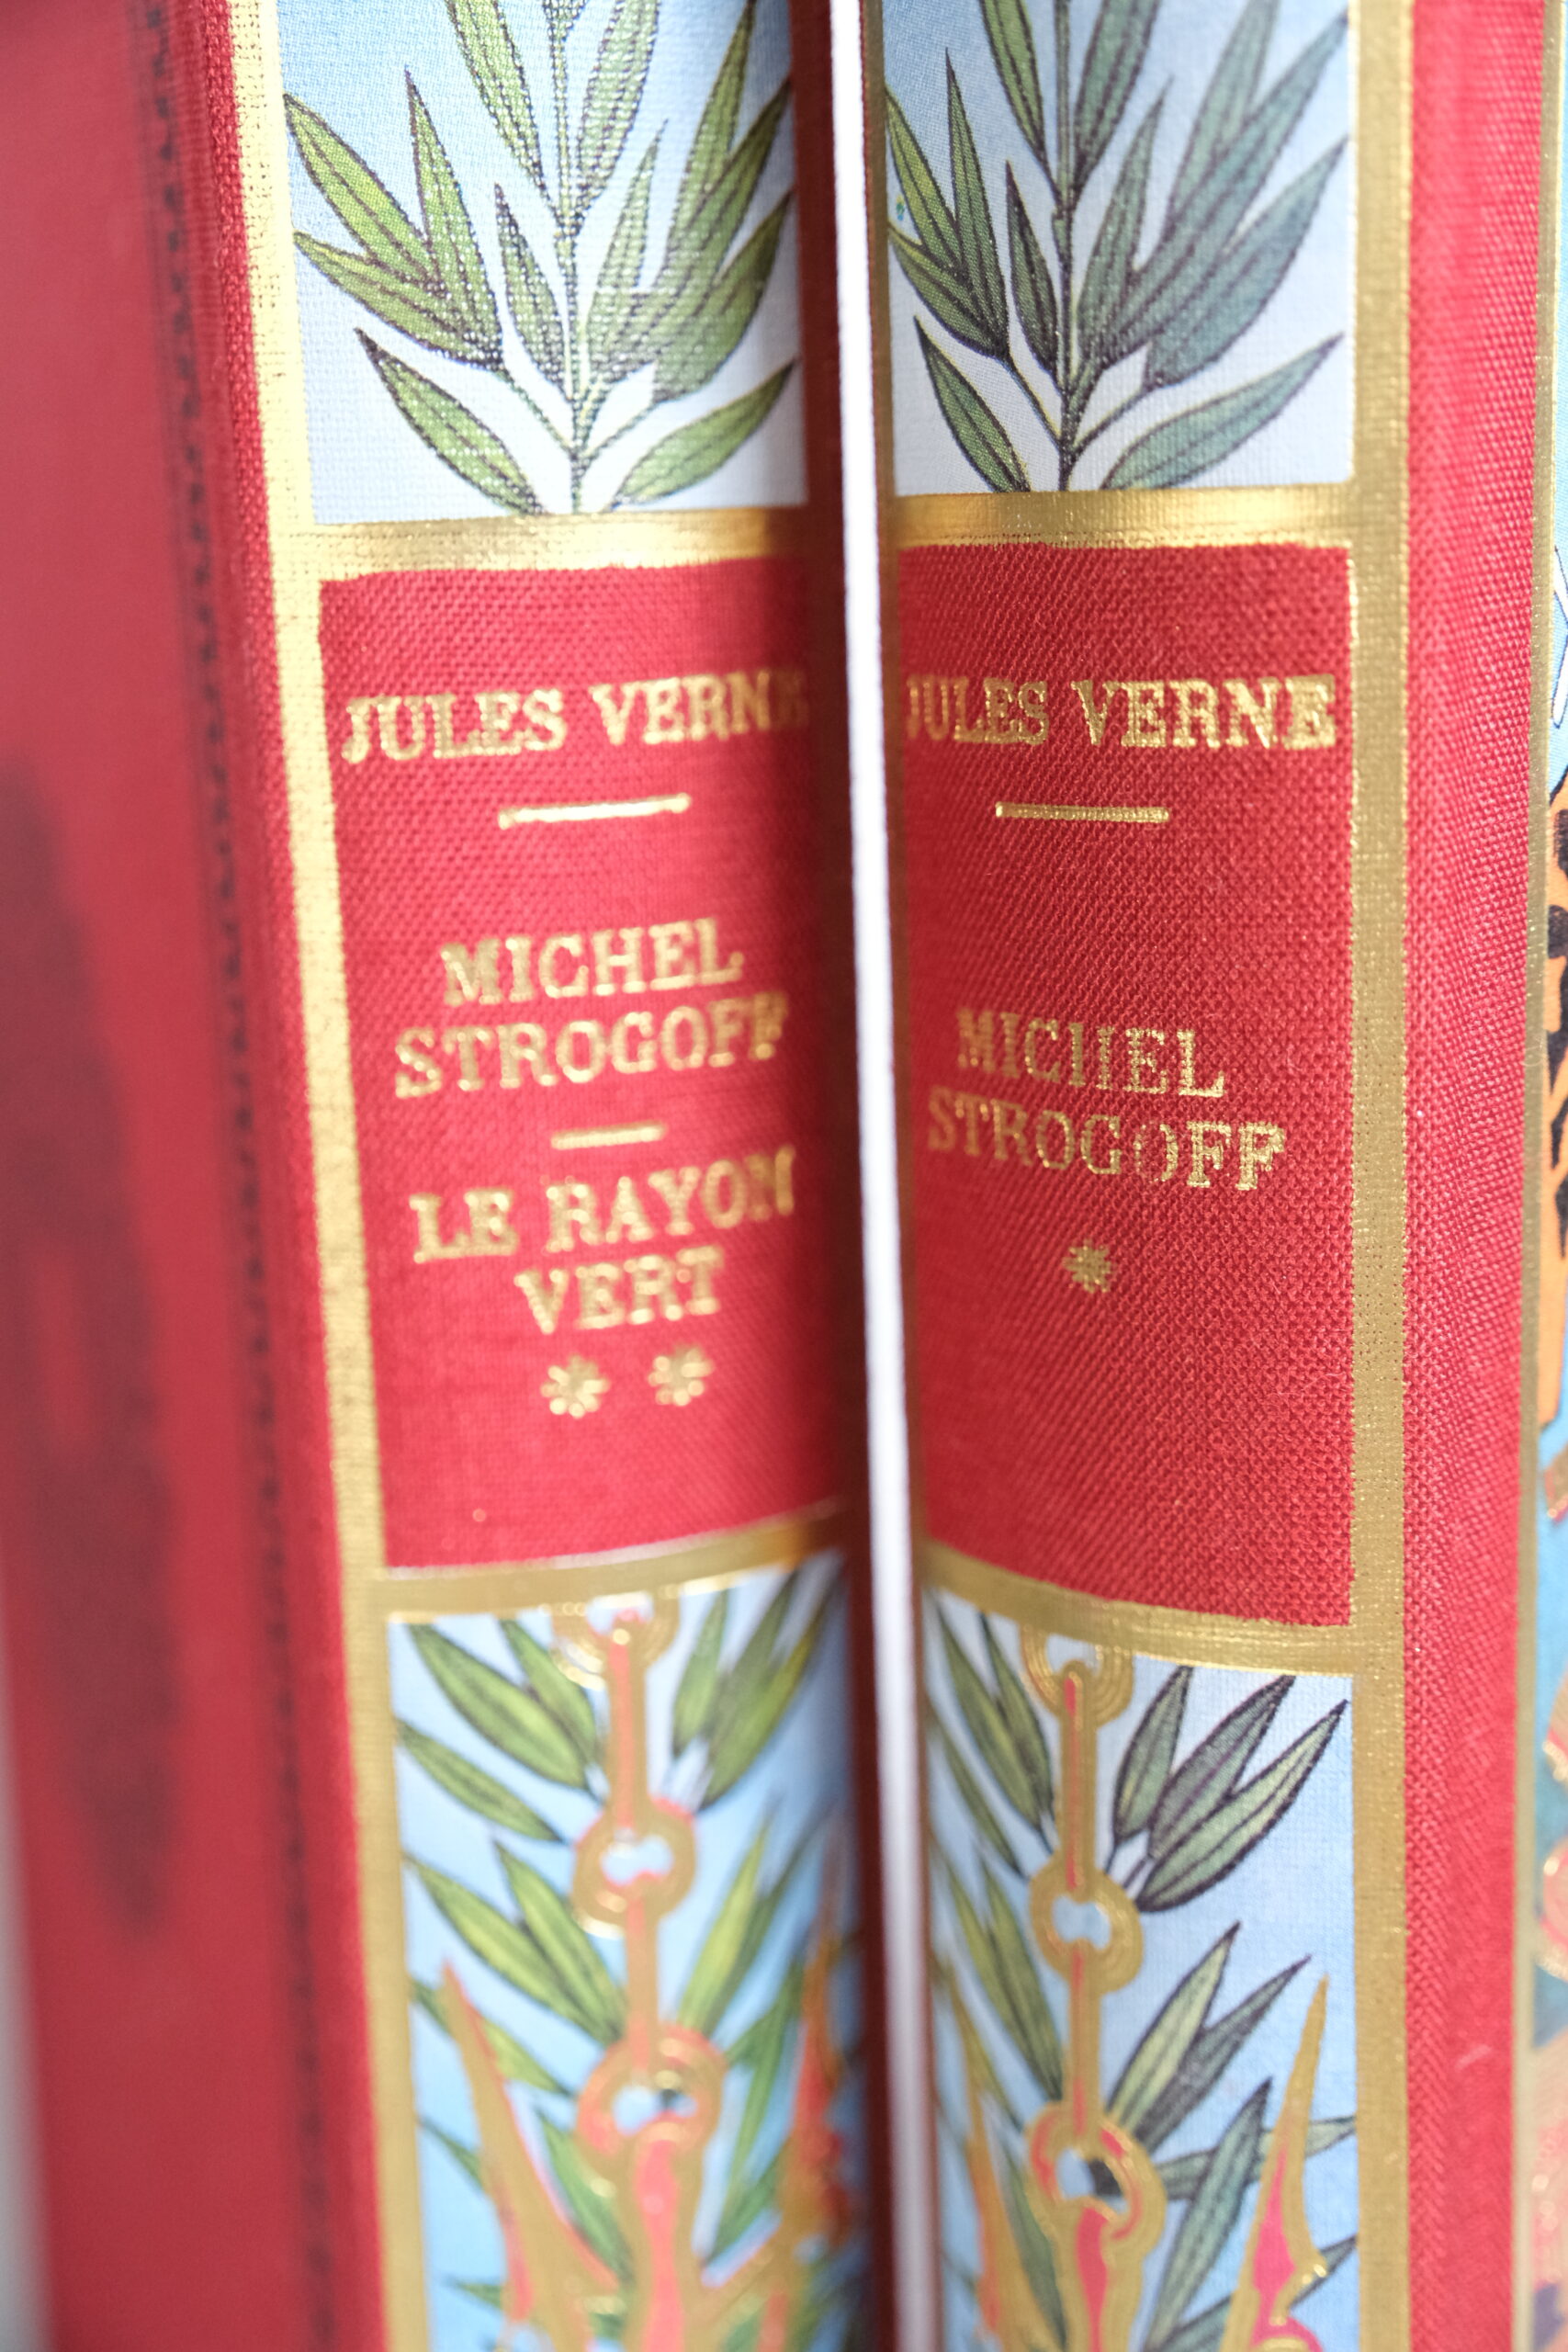 JULES VERNE
MICHEL
STROGOFF
LE RAYON
VERT
* *
JULES VERNE
MICHEL
STROGOFF
*